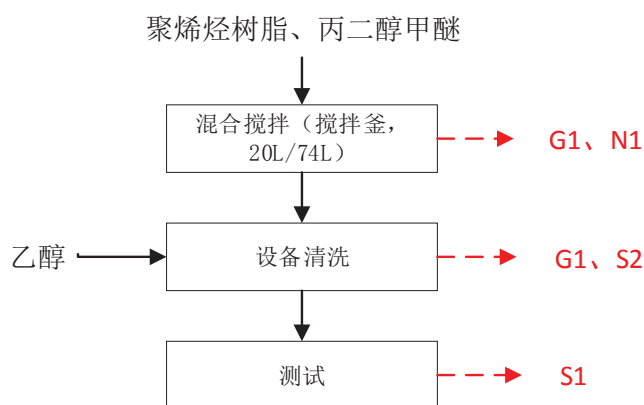 聚烯烃树脂、丙二醇甲醚
混合搅拌（搅拌釜，
20L/74L）
G1、N1
乙醇
设备清洗
G1、S2
测试
S1